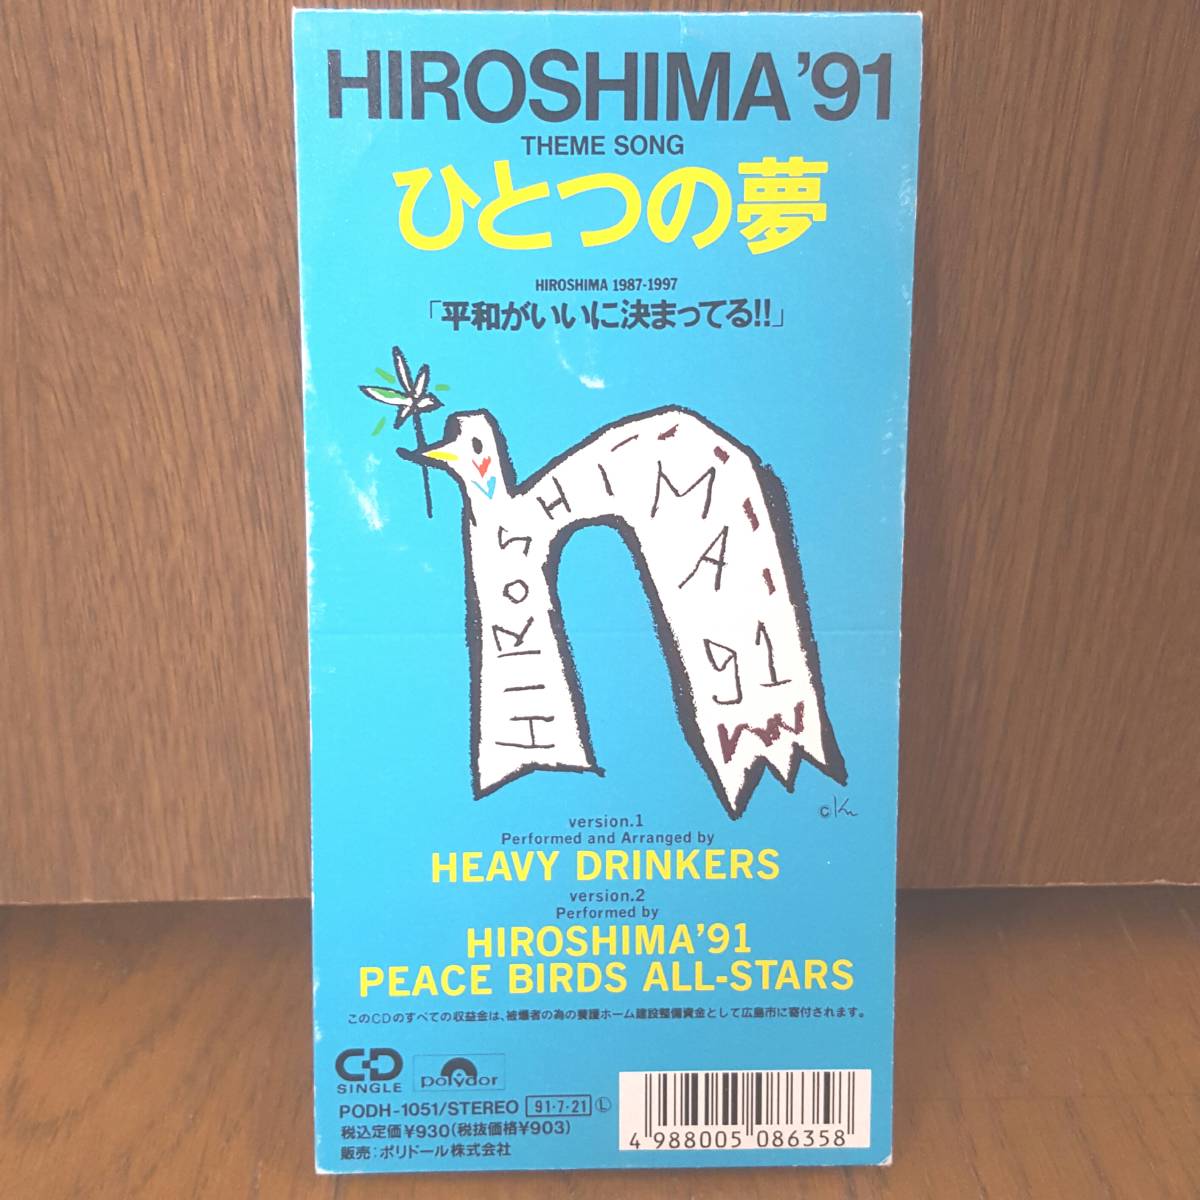 HIROSHIMA'91
THEME SONG
ひとつの夢
HIROSHIMA 1987-1997
「平和がいいに決まってる!!」
HIROSHIMA
91
version.1
Performed and Arranged by
HEAVY DRINKERS
version.2
Performed by
HIROSHIMA'91
PEACE BIRDS ALL-STARS
このCDのすべての収益金は、被爆者の為の養護ホーム建設整備資金として広島市に寄付されます。
CD
SINGLE
polydor
PODH-1051/STEREO 91・7・21 Ⓛ
税込定価¥930(税抜価格¥903)
販売：ポリドール株式会社
4 988005 086358